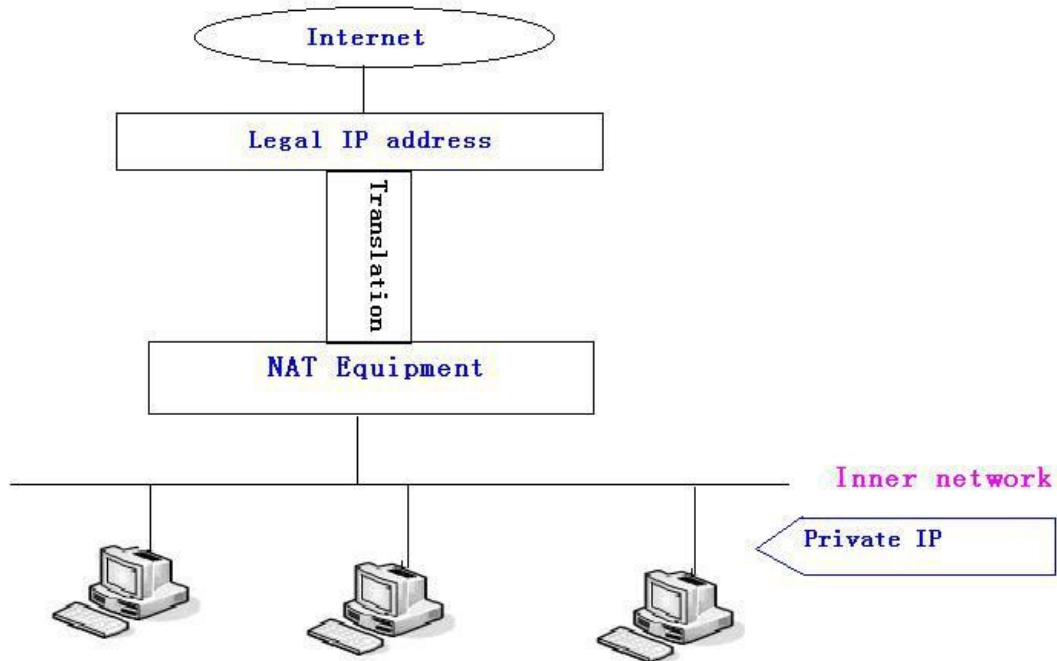 Internet
Legal IP address
Translation
NAT Equipment
Inner network
Private IP